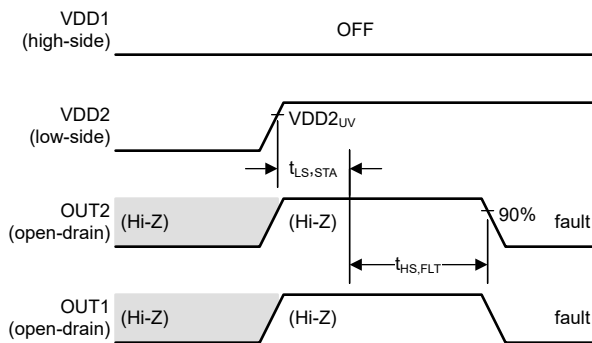 VDD1
(high-side)
OFF
VDD2
(low-side)
VDD2UV
tLS,STA
OUT2
(open-drain)
(Hi-Z)
(Hi-Z)
90%
fault
tHS,FLT
OUT1
(open-drain)
(Hi-Z)
(Hi-Z)
fault